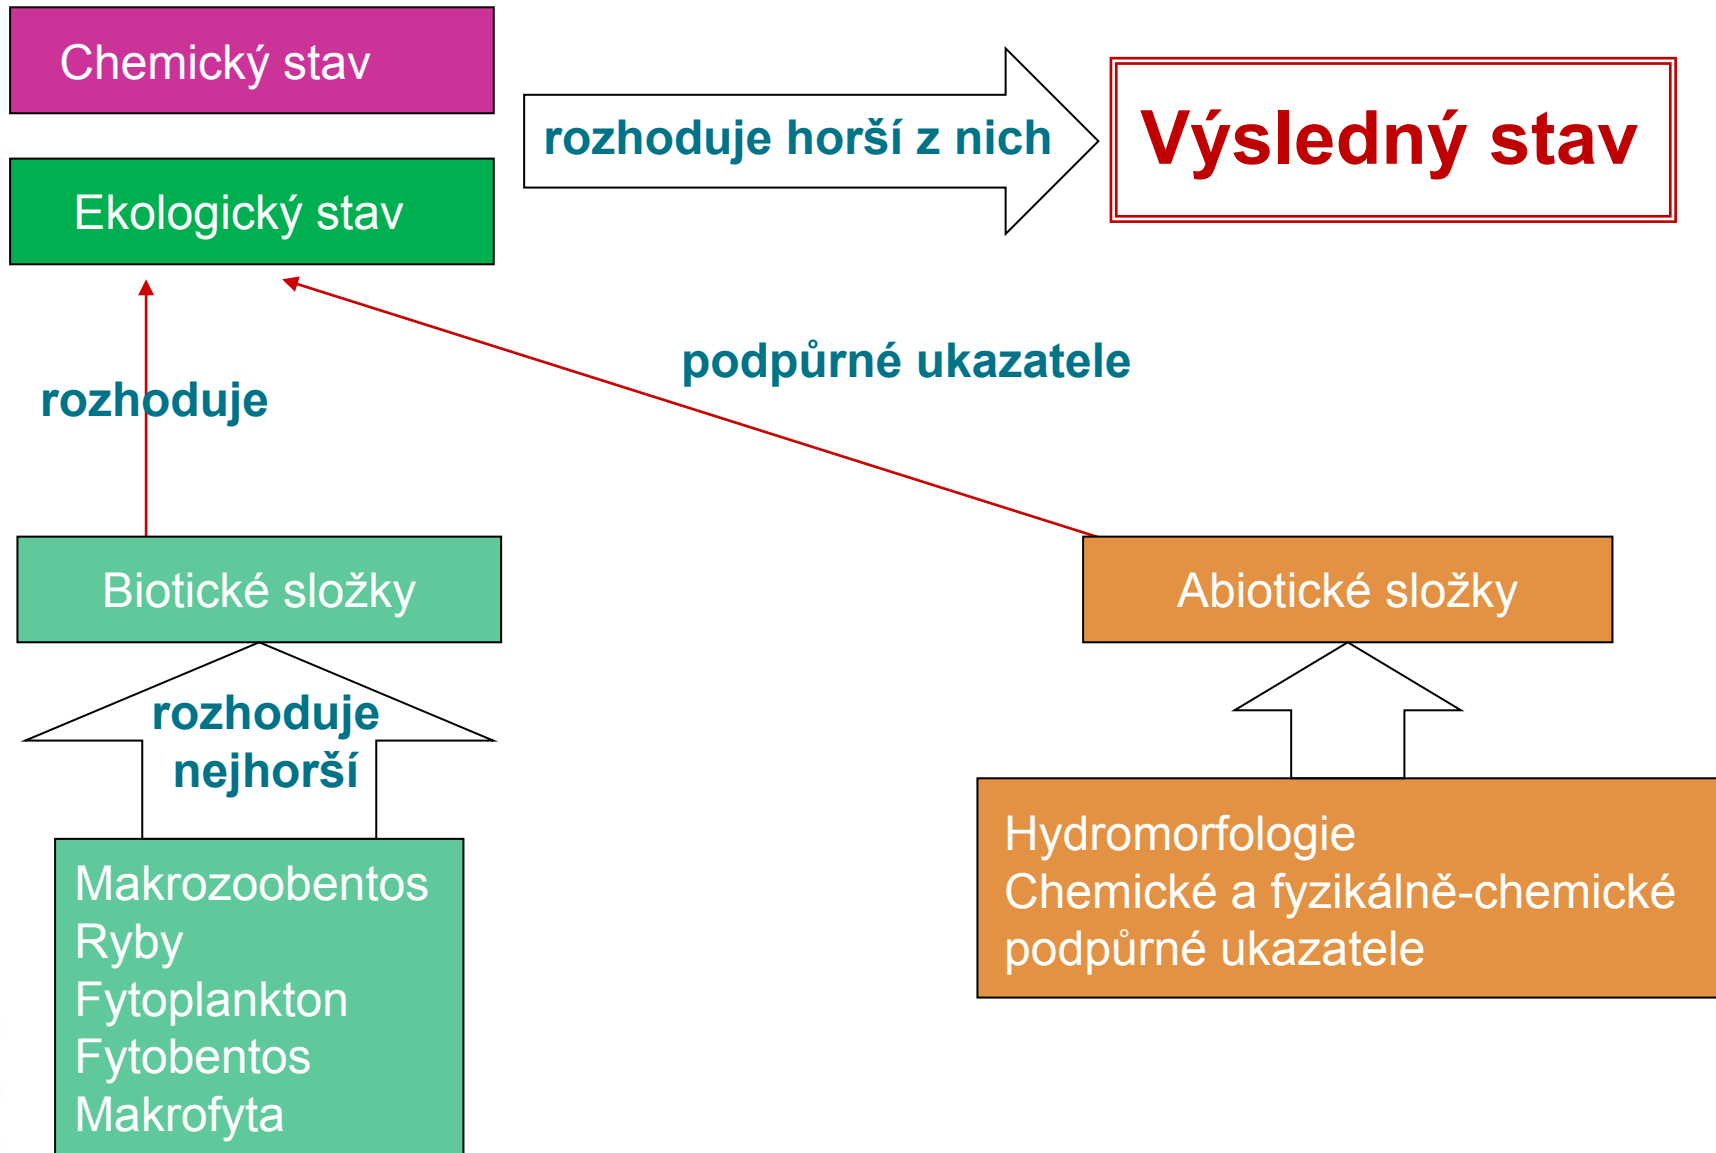 Chemický stav
rozhoduje horší z nich
Výsledný stav
Ekologický stav
rozhoduje
podpůrné ukazatele
Biotické složky
Abiotické složky
rozhoduje
nejhorší
Makrozoobentos
Ryby
Fytoplankton
Fytobentos
Makrofyta
Hydromorfologie
Chemické a fyzikálně-chemické
podpůrné ukazatele